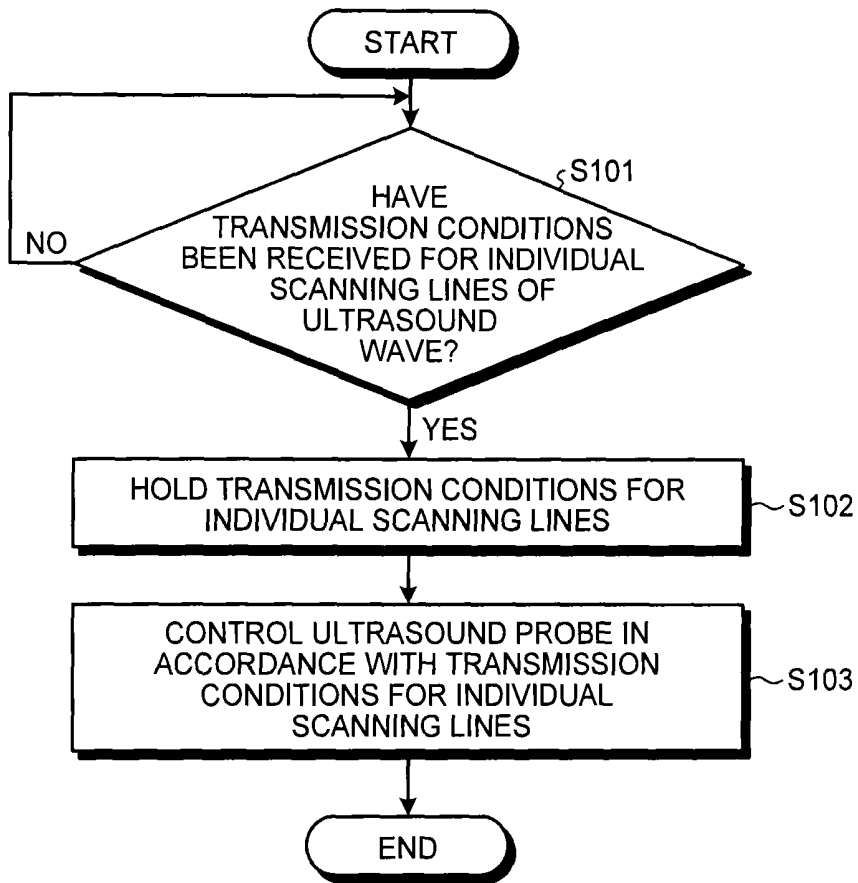 START
S101
HAVE
TRANSMISSION CONDITIONS
BEEN RECEIVED FOR INDIVIDUAL
SCANNING LINES OF
ULTRASOUND
WAVE?
NO
YES
HOLD TRANSMISSION CONDITIONS FOR
INDIVIDUAL SCANNING LINES
S102
CONTROL ULTRASOUND PROBE IN
ACCORDANCE WITH TRANSMISSION
CONDITIONS FOR INDIVIDUAL
SCANNING LINES
S103
END